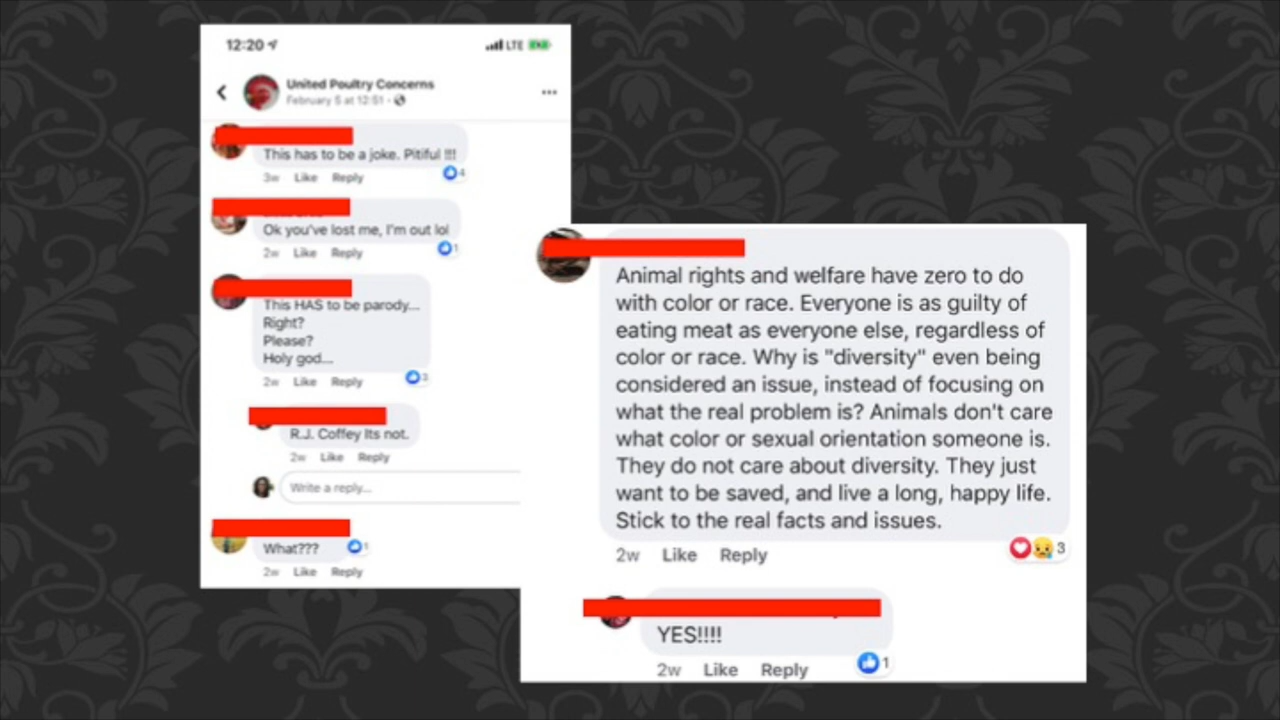 12:20
LTE
United Poultry Concerns
February 5 at 12:51 ·
This has to be a joke. Pitiful !!!
3w Like Reply
4
Ok you've lost me, I'm out lol
2w Like Reply
1
This HAS to be parody...
Right?
Please?
Holy god...
2w Like Reply
3
R.J. Coffey Its not.
2w Like Reply
Write a reply...
What???
1
2w Like Reply
Animal rights and welfare have zero to do
with color or race. Everyone is as guilty of
eating meat as everyone else, regardless of
color or race. Why is "diversity" even being
considered an issue, instead of focusing on
what the real problem is? Animals don't care
what color or sexual orientation someone is.
They do not care about diversity. They just
want to be saved, and live a long, happy life.
Stick to the real facts and issues.
2w Like Reply
3
YES!!!!
2w Like Reply
1